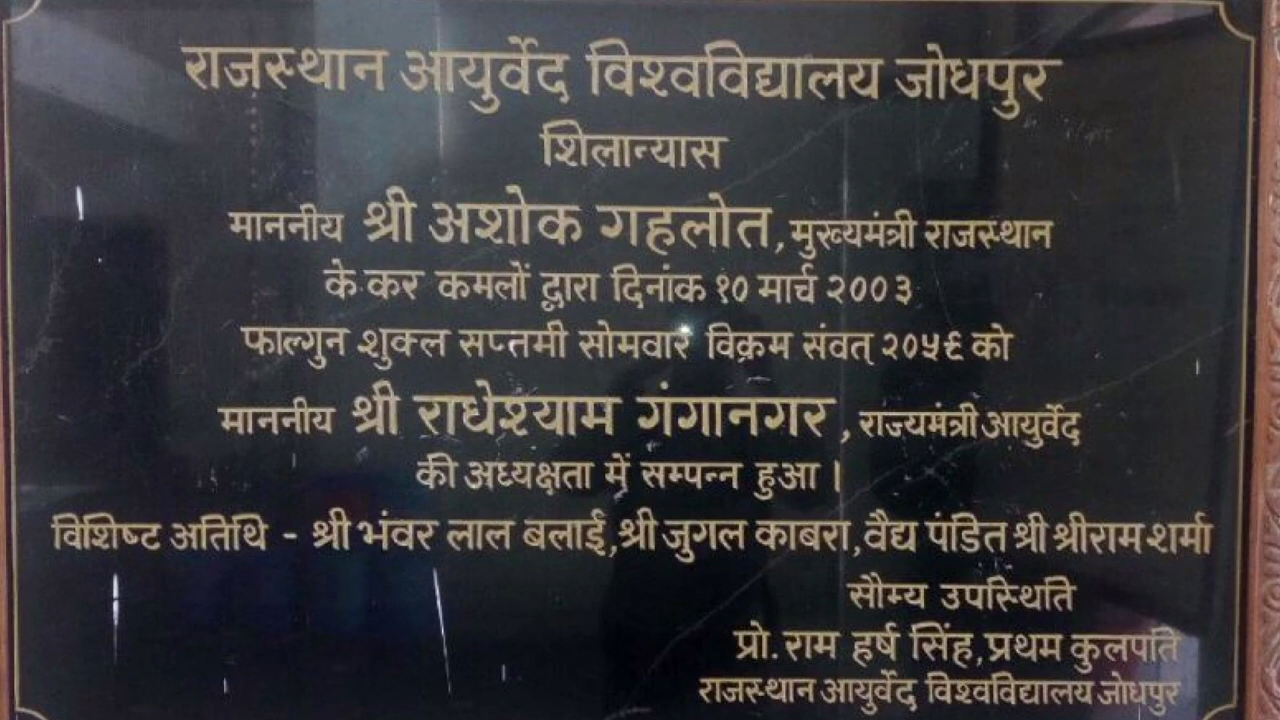 राजस्थान आयुर्वेद विश्वविद्यालय जोधपुर
शिलान्यास
माननीय श्री अशोक गहलोत, मुख्यमंत्री राजस्थान
के कर कमलों द्वारा दिनांक १० मार्च २००३
फाल्गुन शुक्ल सप्तमी सोमवार विक्रम संवत् २०५९ को
माननीय श्री राधेश्याम गंगानगर, राज्यमंत्री आयुर्वेद
की अध्यक्षता में सम्पन्न हुआ।
विशिष्ट अतिथि - श्री भंवर लाल बलाई, श्री जुगल काबरा, वैद्य पंडित श्री श्रीराम शर्मा
सौम्य उपस्थिति
प्रो. राम हर्ष सिंह, प्रथम कुलपति
राजस्थान आयुर्वेद विश्वविद्यालय जोधपुर